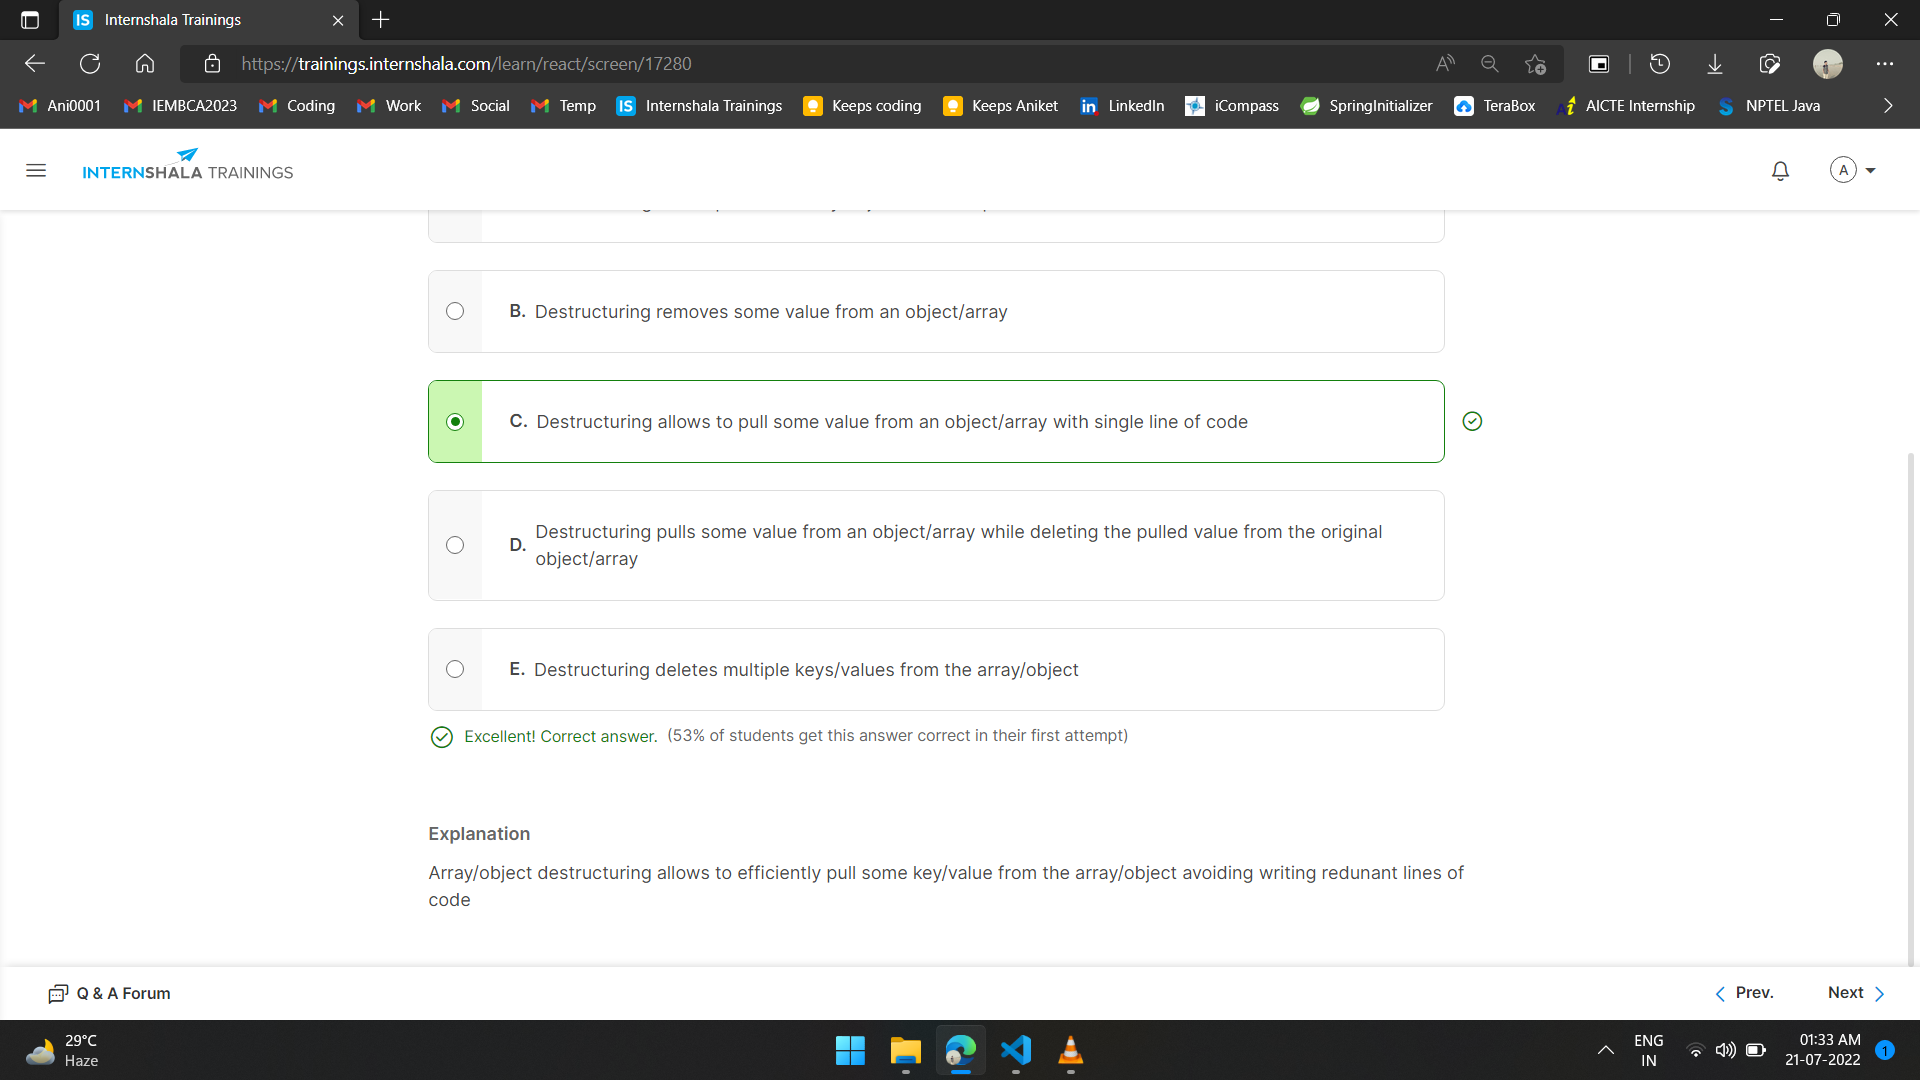 IS Internshala Trainings
https://trainings.internshala.com/learn/react/screen/17280
Ani0001 IEMBCA2023 Coding Work Social Temp IS Internshala Trainings Keeps coding Keeps Aniket in LinkedIn iCompass SpringInitializer TeraBox AICTE Internship NPTEL Java
INTERNSHALA TRAININGS
A
B. Destructuring removes some value from an object/array
C. Destructuring allows to pull some value from an object/array with single line of code
D. Destructuring pulls some value from an object/array while deleting the pulled value from the original
object/array
E. Destructuring deletes multiple keys/values from the array/object
Excellent! Correct answer. (53% of students get this answer correct in their first attempt)
Explanation
Array/object destructuring allows to efficiently pull some key/value from the array/object avoiding writing redunant lines of
code
Q & A Forum
Prev. Next
29°C
Haze
ENG
IN
01:33 AM
21-07-2022
1